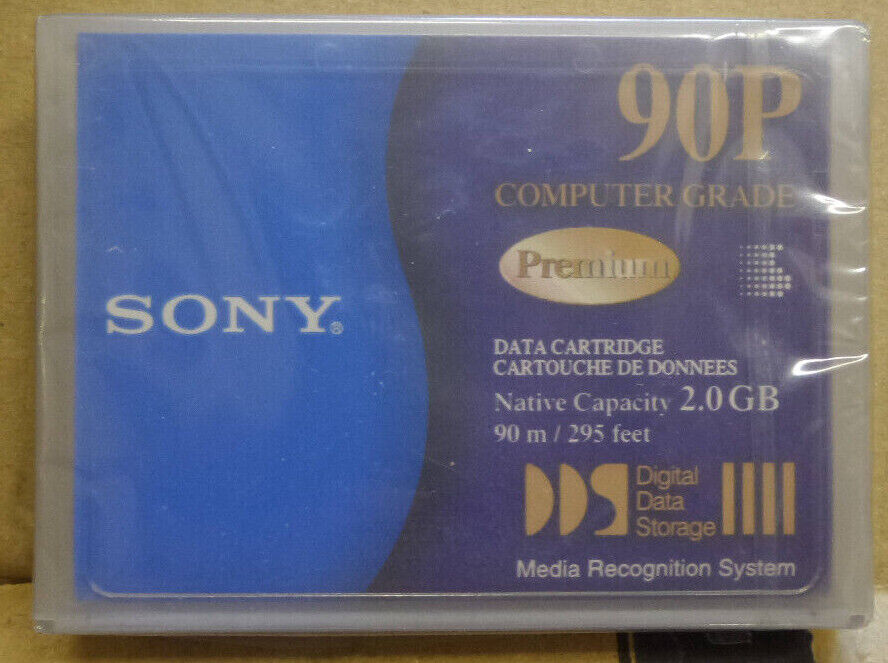 SONY®
90P
COMPUTER GRADE
Premium
DATA CARTRIDGE
CARTOUCHE DE DONNEES
Native Capacity 2.0 GB
90 m / 295 feet
DDS Digital
Data
Storage
Media Recognition System